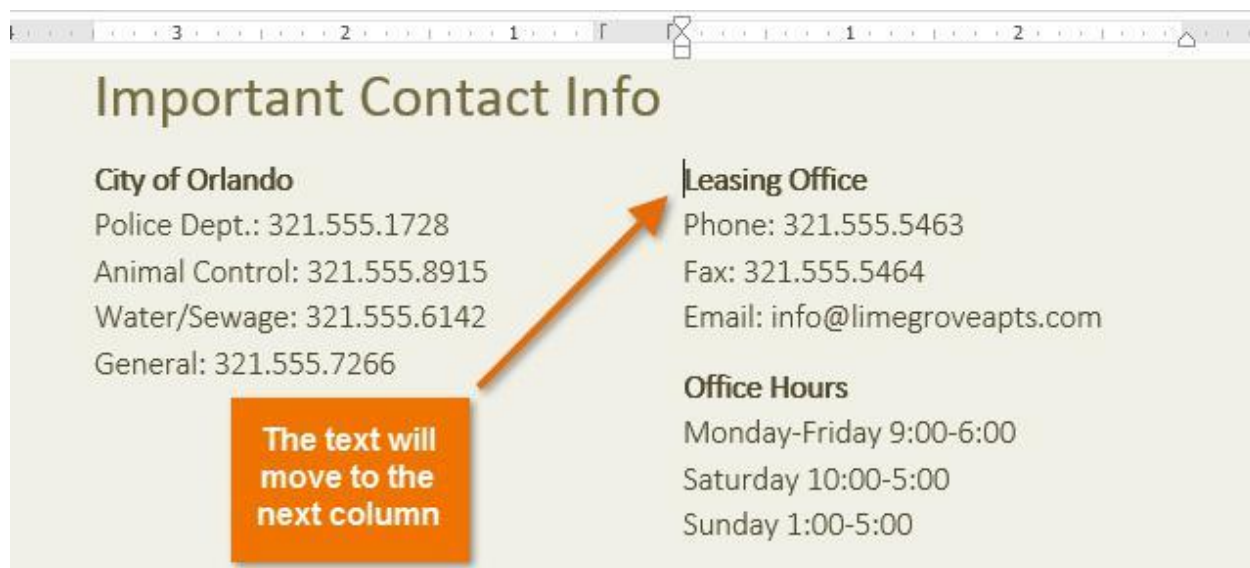 3 2 1 1 2
Important Contact Info
City of Orlando
Police Dept.: 321.555.1728
Animal Control: 321.555.8915
Water/Sewage: 321.555.6142
General: 321.555.7266
The text will
move to the
next column
Leasing Office
Phone: 321.555.5463
Fax: 321.555.5464
Email: info@limegroveapts.com
Office Hours
Monday-Friday 9:00-6:00
Saturday 10:00-5:00
Sunday 1:00-5:00